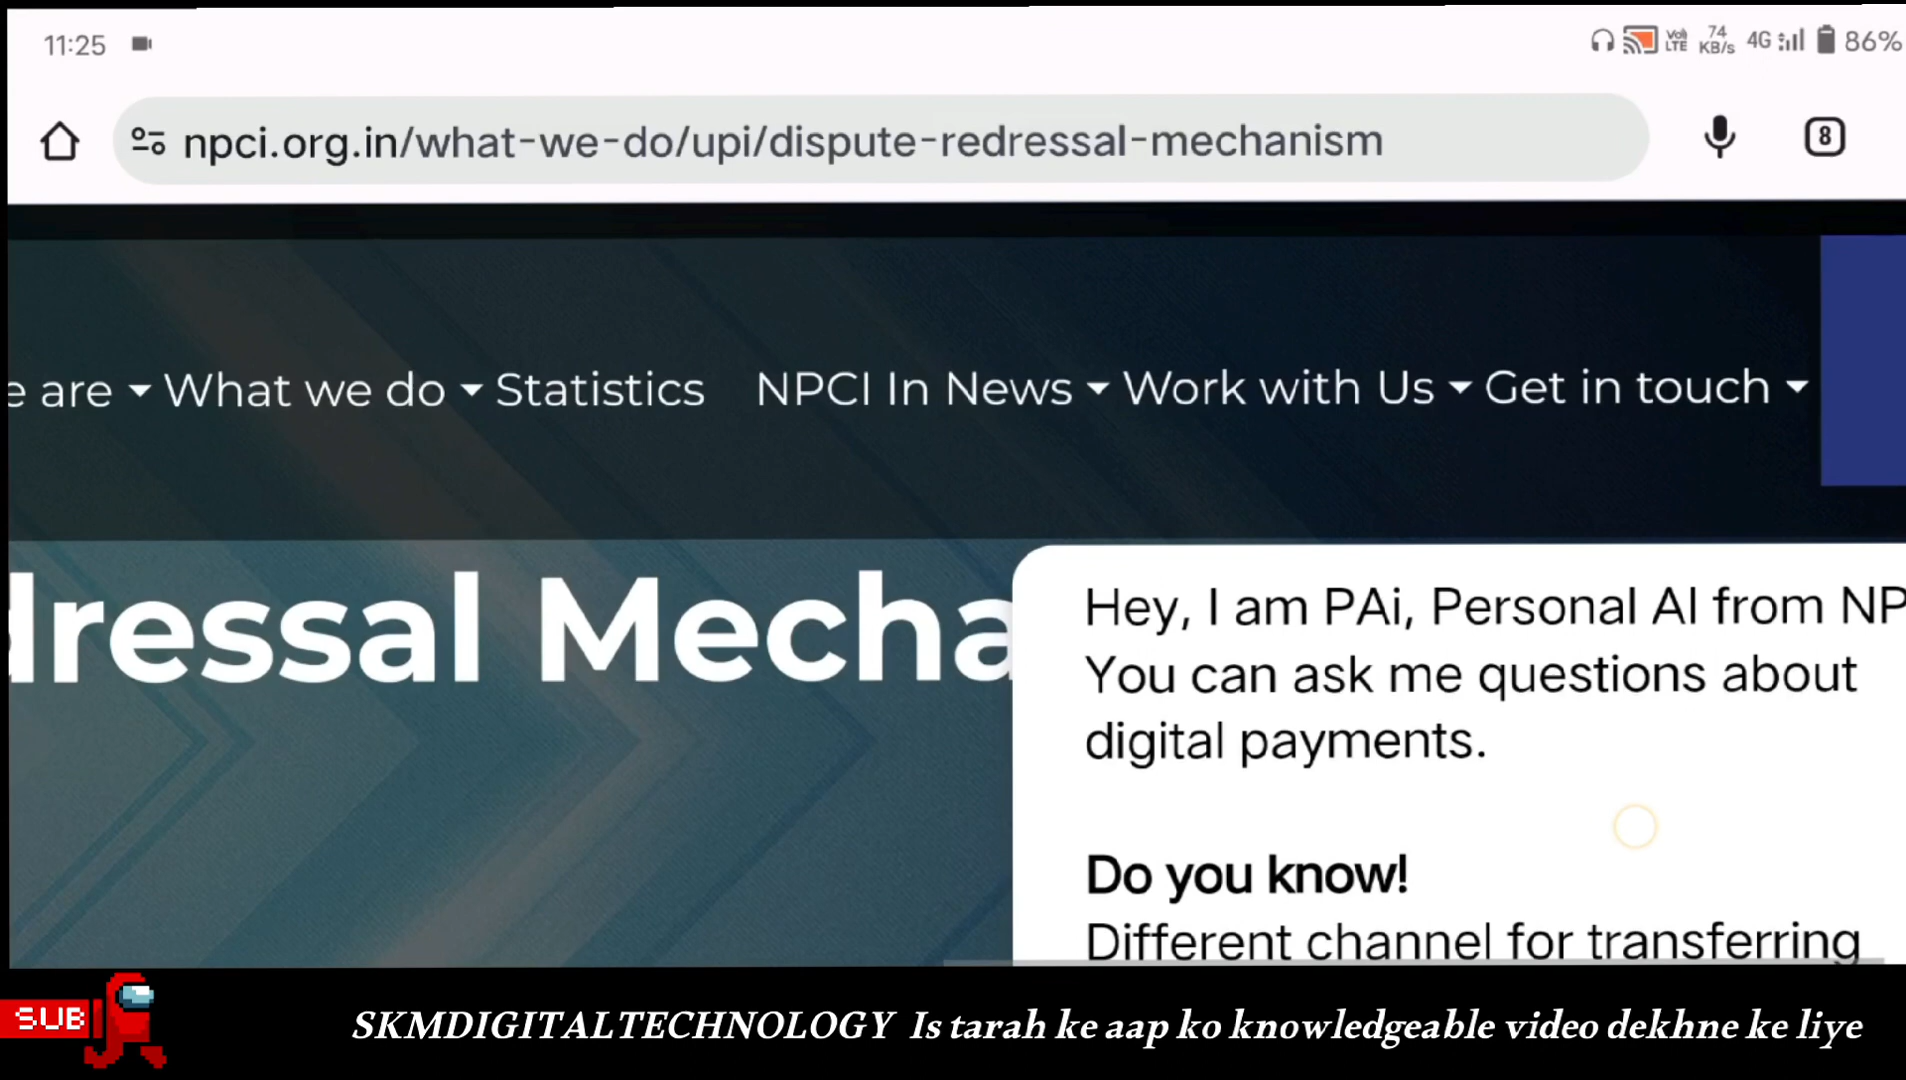 11:25
Vo) LTE 74 KB/s 4G 86%
npci.org.in/what-we-do/upi/dispute-redressal-mechanism
8
e are What we do Statistics NPCI In News Work with Us Get in touch
dressal Mecha
Hey, I am PAi, Personal AI from NP
You can ask me questions about
digital payments.
Do you know!
Different channel for transferring
SUB
SKMDIGITALTECHNOLOGY Is tarah ke aap ko knowledgeable video dekhne ke liye